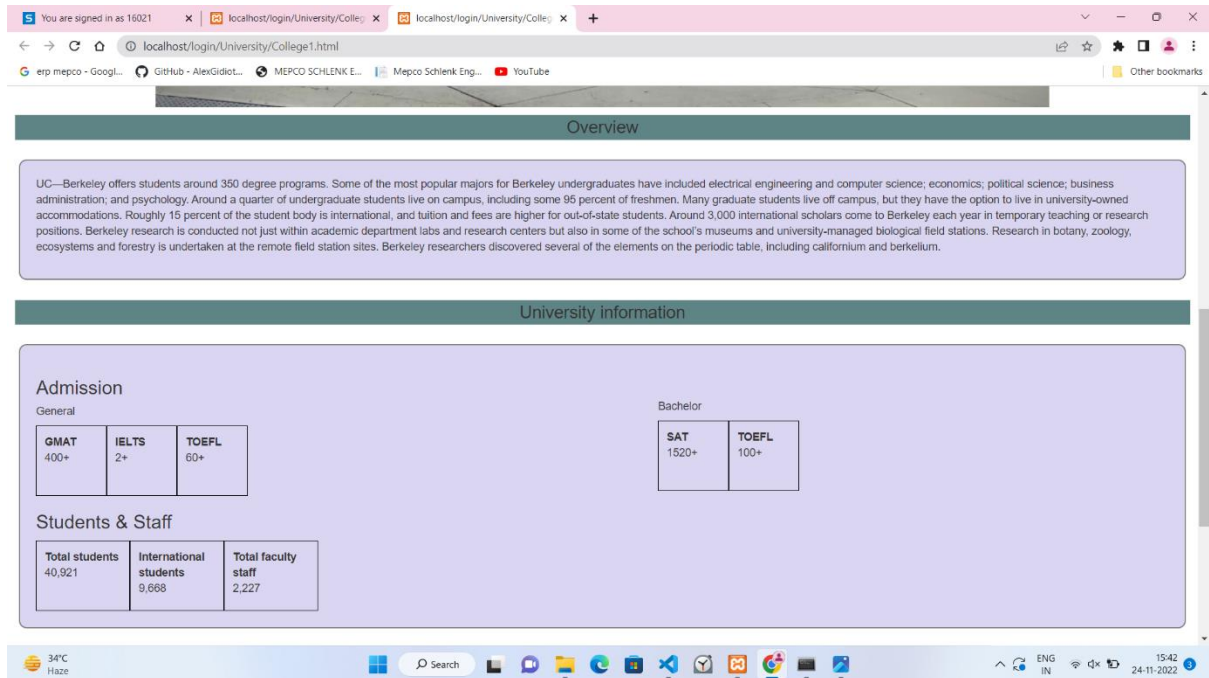 You are signed in as 16021
localhost/login/University/Colleg
localhost/login/University/Colleg
localhost/login/University/College1.html
erp mepco - Googl...
GitHub - AlexGidiot...
MEPCO SCHLENK E...
Mepco Schlenk Eng...
YouTube
Other bookmarks
Overview
UC—Berkeley offers students around 350 degree programs. Some of the most popular majors for Berkeley undergraduates have included electrical engineering and computer science; economics; political science; business
administration; and psychology. Around a quarter of undergraduate students live on campus, including some 95 percent of freshmen. Many graduate students live off campus, but they have the option to live in university-owned
accommodations. Roughly 15 percent of the student body is international, and tuition and fees are higher for out-of-state students. Around 3,000 international scholars come to Berkeley each year in temporary teaching or research
positions. Berkeley research is conducted not just within academic department labs and research centers but also in some of the school's museums and university-managed biological field stations. Research in botany, zoology,
ecosystems and forestry is undertaken at the remote field station sites. Berkeley researchers discovered several of the elements on the periodic table, including californium and berkelium.
University information
Admission
General
GMAT
400+
IELTS
2+
TOEFL
60+
Bachelor
SAT
1520+
TOEFL
100+
Students & Staff
Total students
40,921
International
students
9,668
Total faculty
staff
2,227
34°C
Haze
Search
ENG
IN
15:42
24-11-2022
3